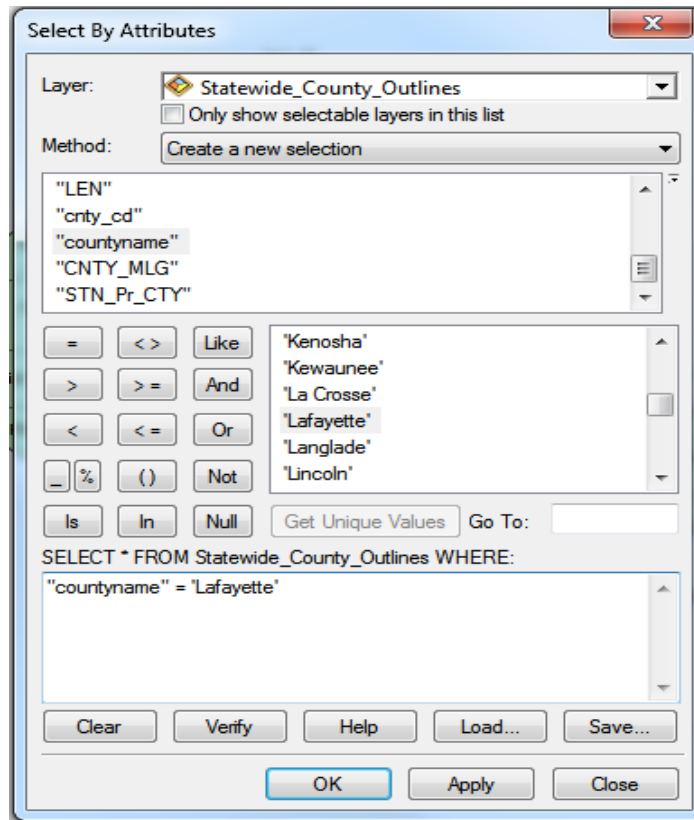 Select By Attributes
X
Layer: Statewide_County_Outlines
Only show selectable layers in this list
Method: Create a new selection
"LEN"
"cnty_cd"
"countyname"
"CNTY_MLG"
"STN_Pr_CTY"
= < > Like
> > = And
< < = Or
_ % ( ) Not
Is In Null
'Kenosha'
'Kewaunee'
'La Crosse'
'Lafayette'
'Langlade'
'Lincoln'
Get Unique Values Go To:
SELECT * FROM Statewide_County_Outlines WHERE:
"countyname" = 'Lafayette'
Clear Verify Help Load... Save...
OK Apply Close